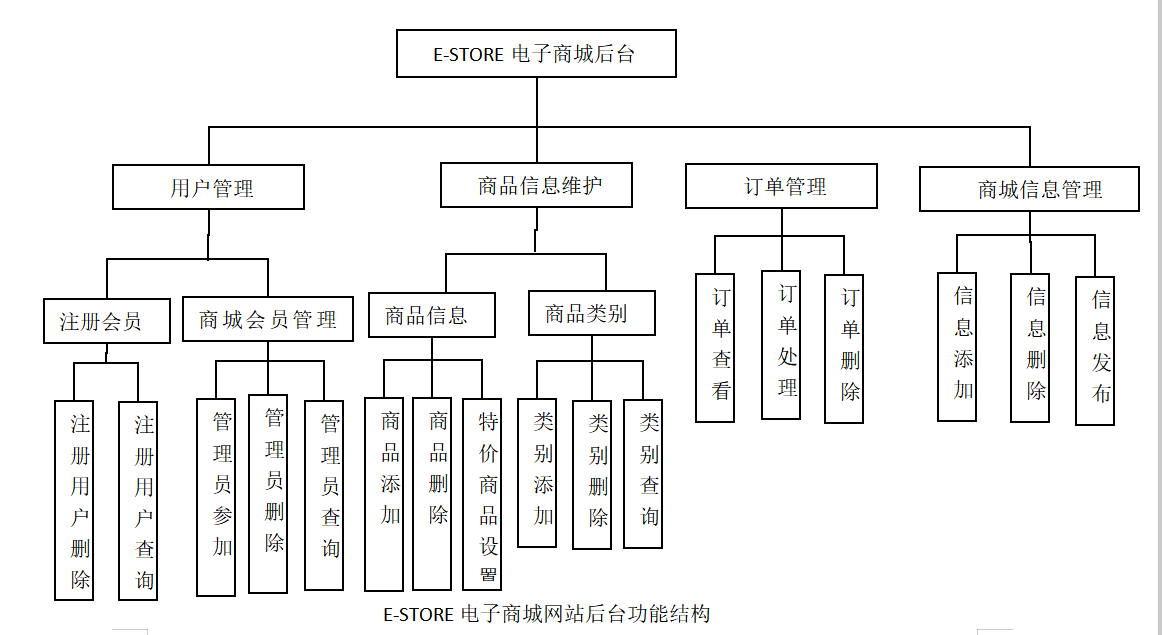 E-STORE 电子商城后台
用户管理
商品信息维护
订单管理
商城信息管理
注册会员
商城会员管理
商品信息
商品类别
订单查看
订单处理
订单删除
信息添加
信息删除
信息发布
注册用户删除
注册用户查询
管理员参加
管理员删除
管理员查询
商品添加
商品删除
特价商品设置
类别添加
类别删除
类别查询
E-STORE 电子商城网站后台功能结构